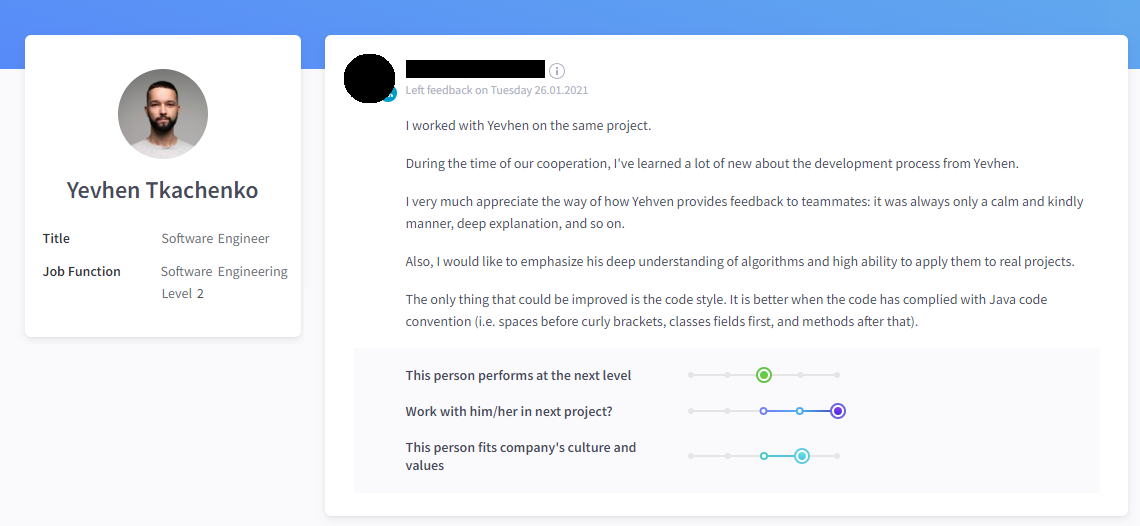 Yevhen Tkachenko
Title Software Engineer
Job Function Software Engineering
Level 2
Left feedback on Tuesday 26.01.2021
I worked with Yevhen on the same project.
During the time of our cooperation, I've learned a lot of new about the development process from Yevhen.
I very much appreciate the way of how Yehven provides feedback to teammates: it was always only a calm and kindly
manner, deep explanation, and so on.
Also, I would like to emphasize his deep understanding of algorithms and high ability to apply them to real projects.
The only thing that could be improved is the code style. It is better when the code has complied with Java code
convention (i.e. spaces before curly brackets, classes fields first, and methods after that).
This person performs at the next level
Work with him/her in next project?
This person fits company's culture and
values